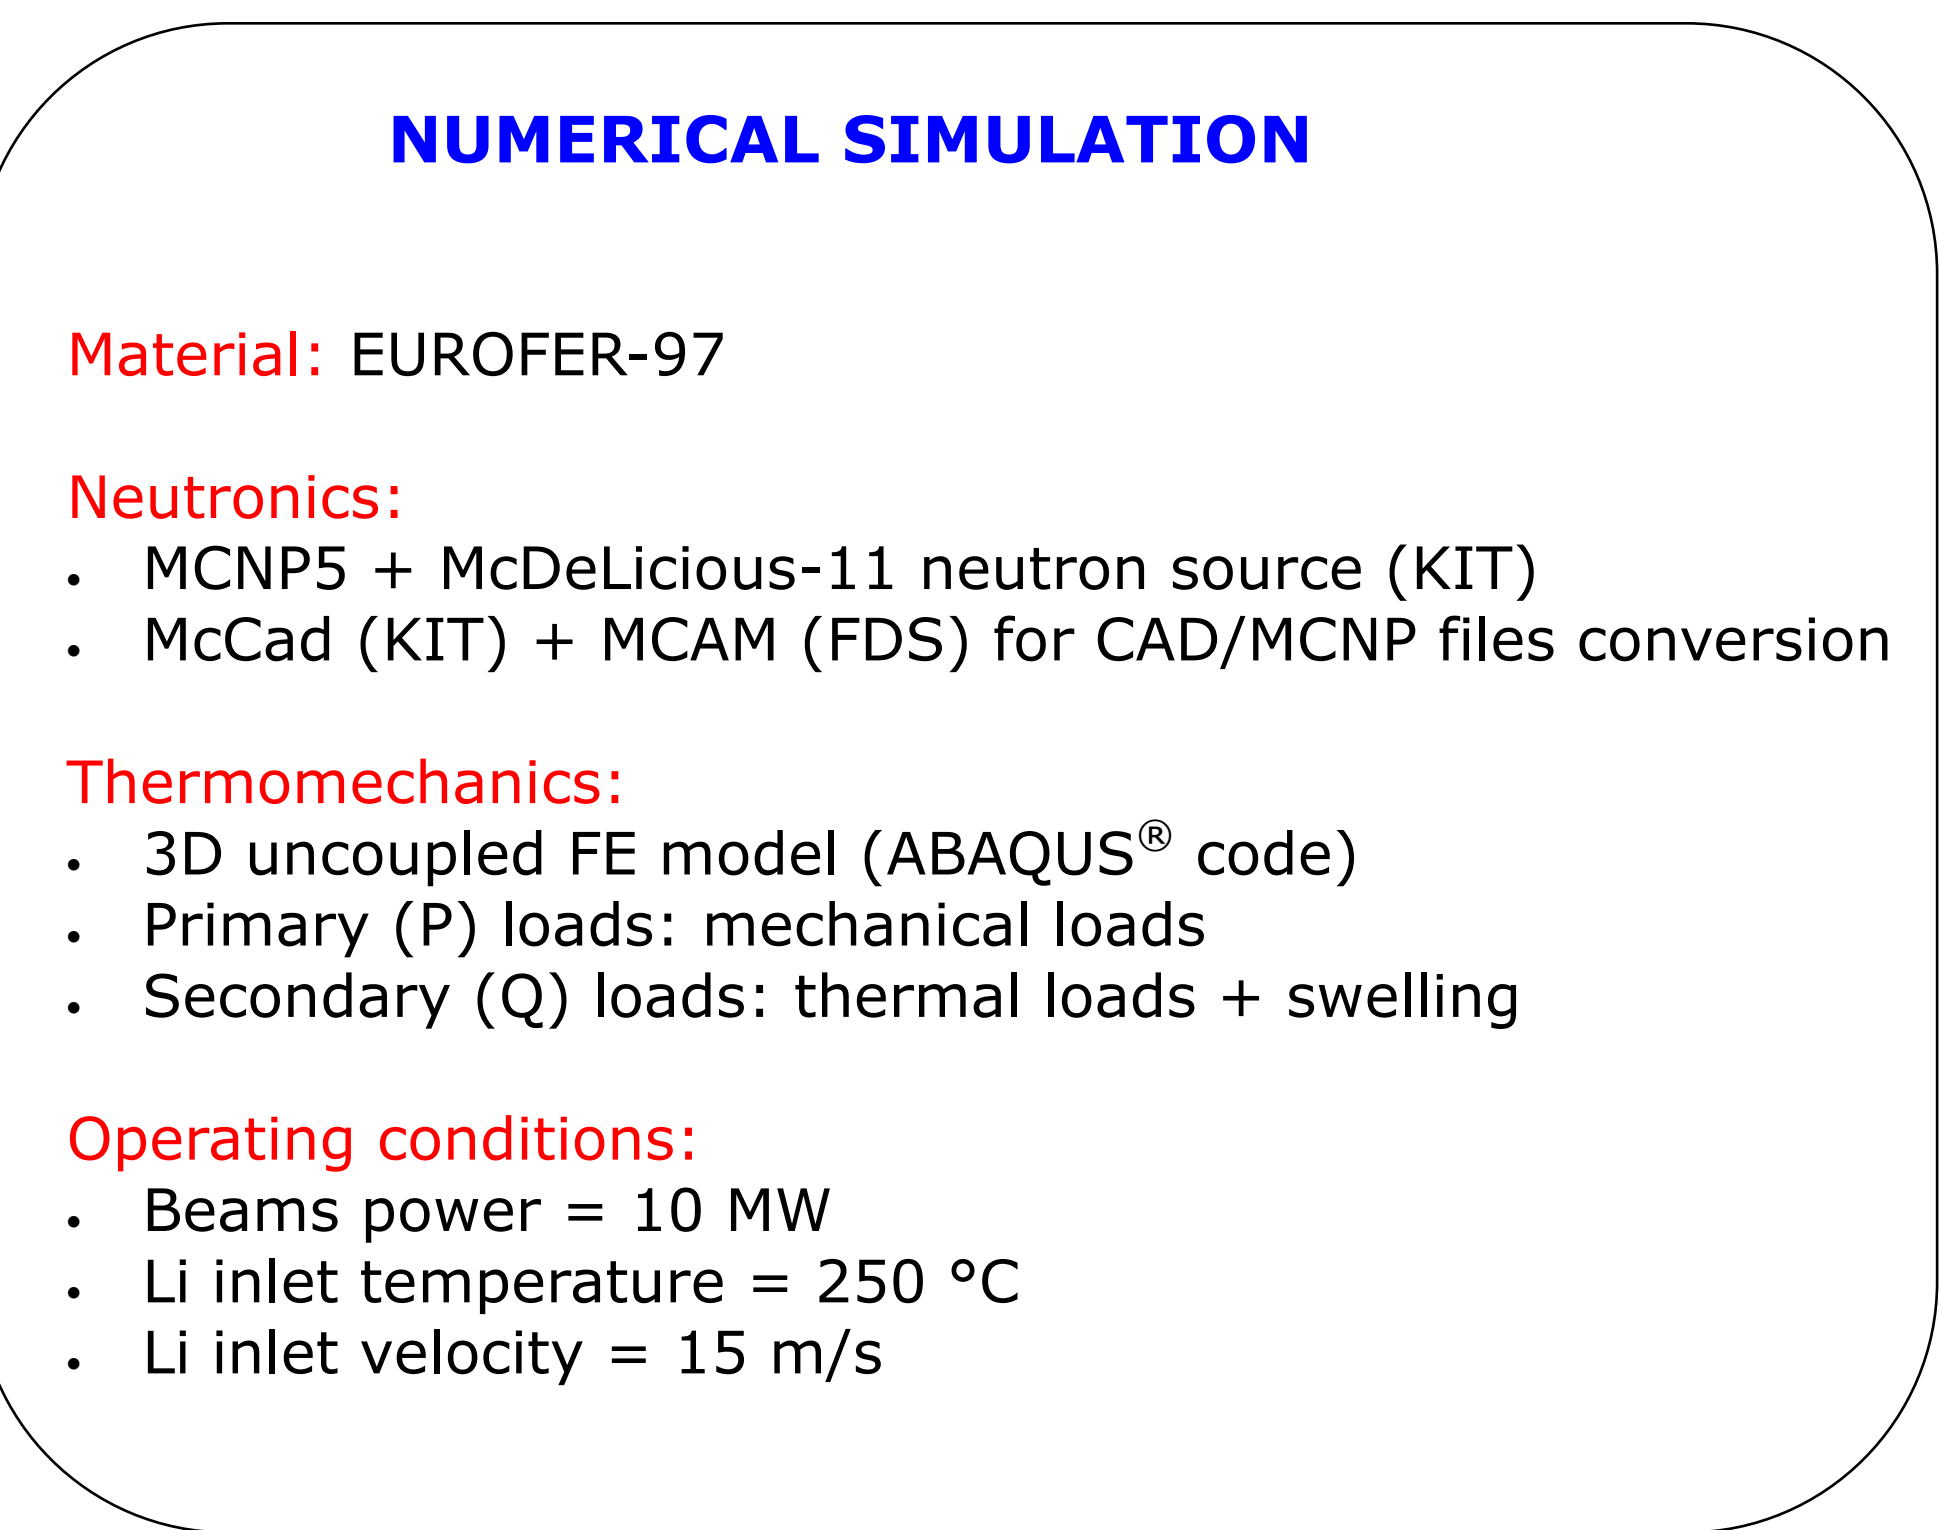 NUMERICAL SIMULATION
Material: EUROFER-97
Neutronics:
• MCNP5 + McDeLicious-11 neutron source (KIT)
• McCad (KIT) + MCAM (FDS) for CAD/MCNP files conversion
Thermomechanics:
• 3D uncoupled FE model (ABAQUS® code)
• Primary (P) loads: mechanical loads
• Secondary (Q) loads: thermal loads + swelling
Operating conditions:
• Beams power = 10 MW
• Li inlet temperature = 250 °C
• Li inlet velocity = 15 m/s